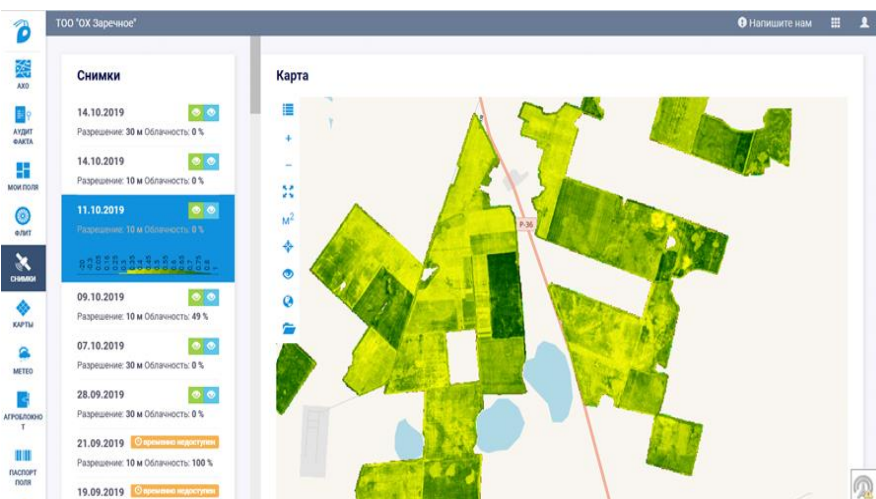 ТОО "ОХ Заречное"
Напишите нам
АХО
АУДИТ
ФАКТА
МОИ ПОЛЯ
ФЛИТ
СНИМКИ
КАРТЫ
МЕТЕО
АГРОБЛОКНО
Т
ПАСПОРТ
ПОЛЯ
Снимки
14.10.2019
Разрешение: 30 м Облачность: 0 %
14.10.2019
Разрешение: 10 м Облачность: 0 %
11.10.2019
Разрешение: 10 м Облачность: 0 %
09.10.2019
Разрешение: 10 м Облачность: 49 %
07.10.2019
Разрешение: 30 м Облачность: 0 %
28.09.2019
Разрешение: 30 м Облачность: 0 %
21.09.2019 временно недоступен
Разрешение: 10 м Облачность: 100 %
19.09.2019 временно недоступен
Карта
М²
Р-36